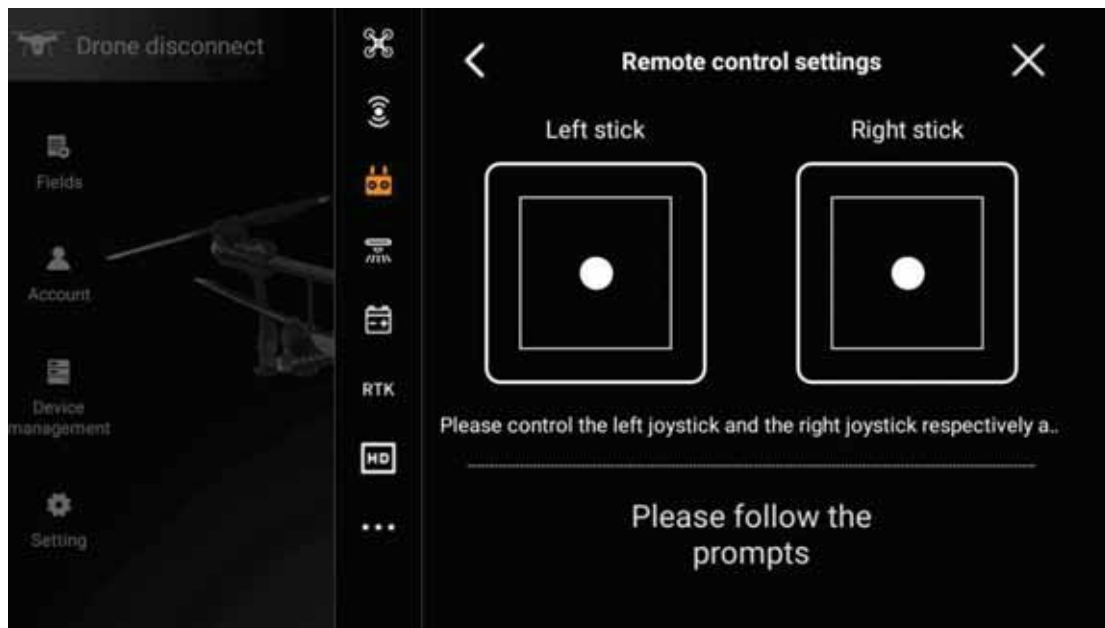 Drone disconnect
Fields
Account
Device
management
Setting
RTK
HD
Remote control settings
Left stick
Right stick
Please control the left joystick and the right joystick respectively a..
Please follow the
prompts